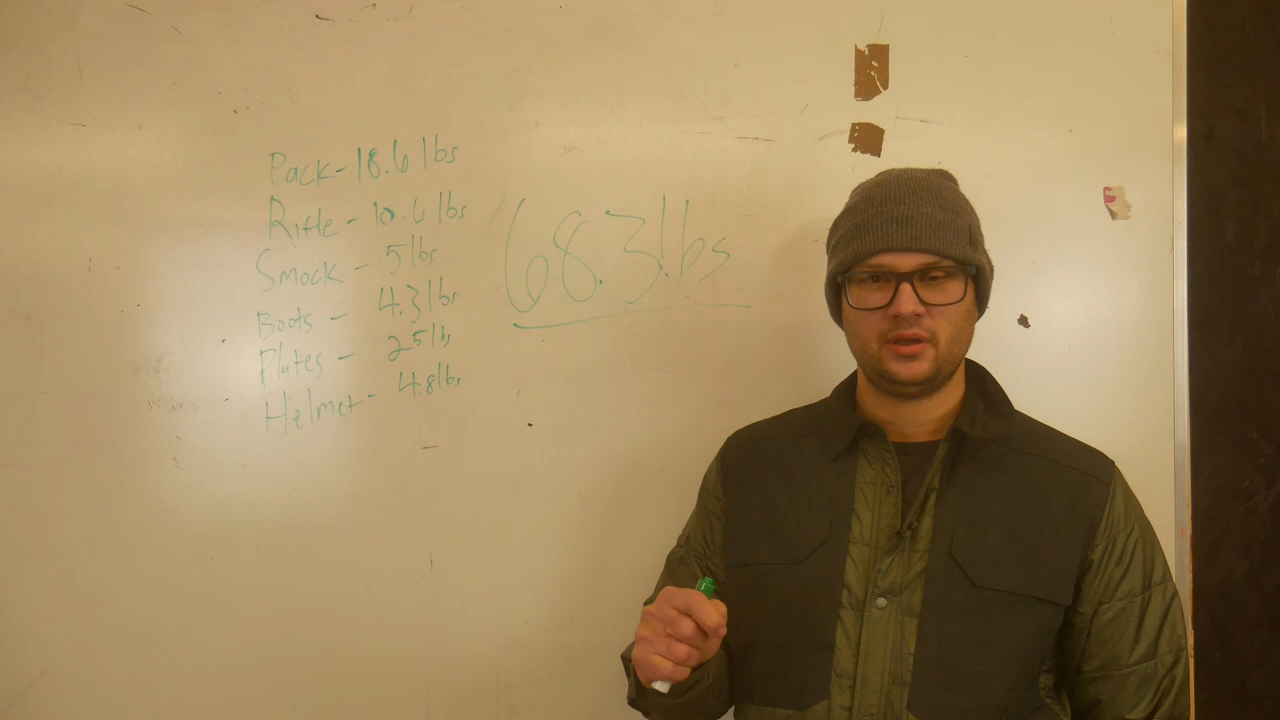 Pack- 18.6 lbs
Rifle - 10.6 lbs
Smock - 5 lbs
Boots - 4.3 lbs
Plates - 25 lbs
Helmet - 4.8 lbs
68.3 lbs